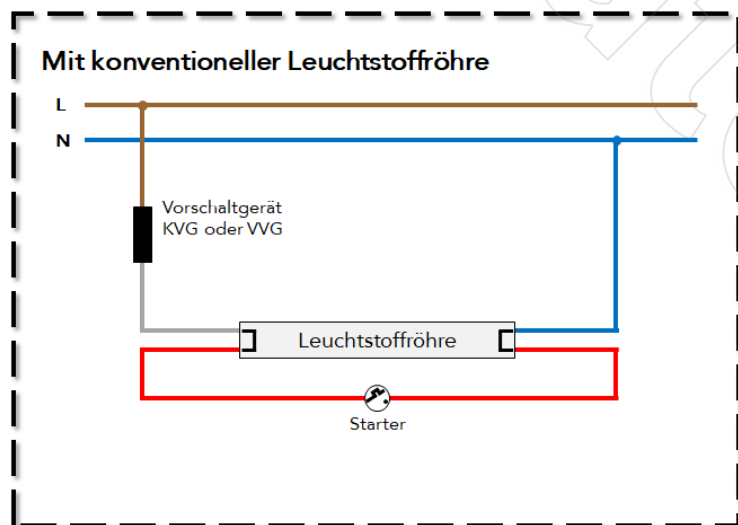 Mit konventioneller Leuchtstoffröhre
L
N
Vorschaltgerät
KVG oder VVG
Leuchtstoffröhre
Starter